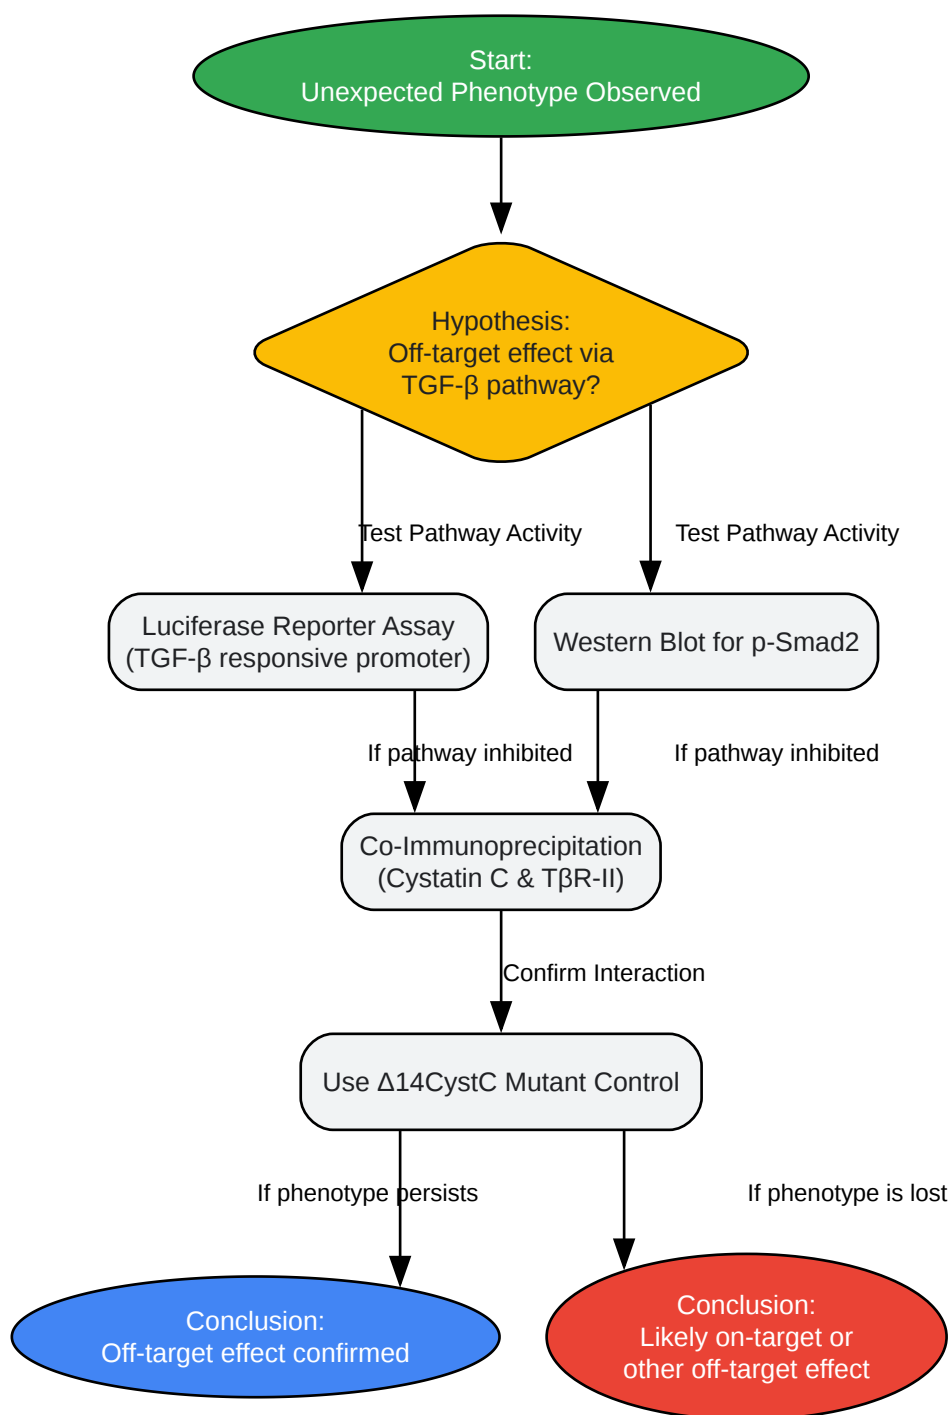 Start:
Unexpected Phenotype Observed
Hypothesis:
Off-target effect via
TGF-β pathway?
Test Pathway Activity
Test Pathway Activity
Luciferase Reporter Assay
(TGF-β responsive promoter)
Western Blot for p-Smad2
If pathway inhibited
If pathway inhibited
Co-Immunoprecipitation
(Cystatin C & TβR-II)
Confirm Interaction
Use Δ14CystC Mutant Control
If phenotype persists
If phenotype is lost
Conclusion:
Off-target effect confirmed
Conclusion:
Likely on-target or
other off-target effect